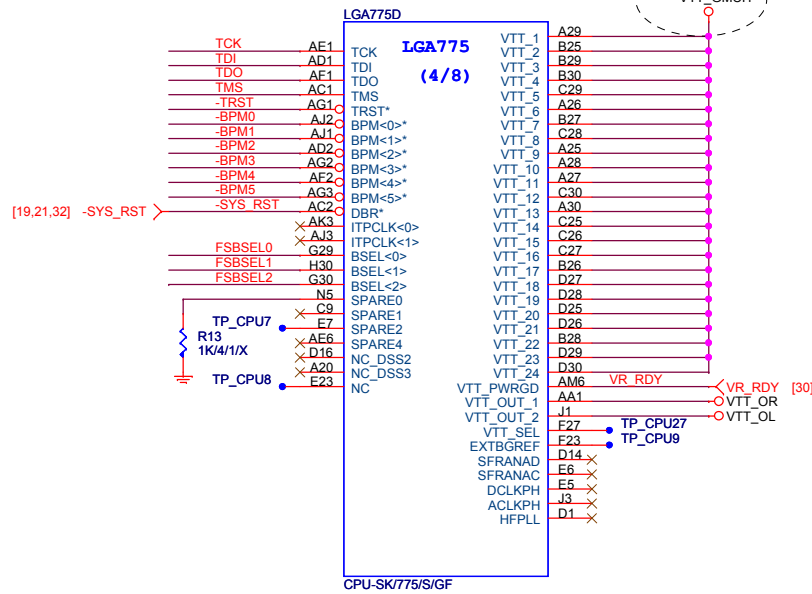 LGA775D
LGA775
(4/8)
TCK AE1 TCK
TDI AD1 TDI
TDO AF1 TDO
TMS AC1 TMS
-TRST AG1 TRST*
-BPM0 AJ2 BPM<0>*
-BPM1 AJ1 BPM<1>*
-BPM2 AD2 BPM<2>*
-BPM3 AG2 BPM<3>*
-BPM4 AF2 BPM<4>*
-BPM5 AG3 BPM<5>*
[19,21,32] -SYS_RST -SYS_RST AC2 DBR*
AK3 ITPCLK<0>
AJ3 ITPCLK<1>
FSBSEL0 G29 BSEL<0>
FSBSEL1 H30 BSEL<1>
FSBSEL2 G30 BSEL<2>
N5 SPARE0
C9 SPARE1
TP_CPU7 E7 SPARE2
R13
1K/4/1/X
AE6 SPARE4
D16 NC_DSS2
A20 NC_DSS3
TP_CPU8 E23 NC
VTT_1 A29
VTT_2 B25
VTT_3 B29
VTT_4 B30
VTT_5 C29
VTT_6 A26
VTT_7 B27
VTT_8 C28
VTT_9 A25
VTT_10 A28
VTT_11 A27
VTT_12 C30
VTT_13 A30
VTT_14 C25
VTT_15 C26
VTT_16 C27
VTT_17 B26
VTT_18 D27
VTT_19 D28
VTT_20 D25
VTT_21 D26
VTT_22 B28
VTT_23 D29
VTT_24 D30
VTT_PWRGD AM6 VR_RDY VR_RDY [30]
VTT_OUT_1 AA1 VTT_OR
VTT_OUT_2 J1 VTT_OL
VTT_SEL F27 TP_CPU27
EXTBGREF F23 TP_CPU9
SFRANAD D14
SFRANAC E6
DCLKPH E5
ACLKPH J3
HFPLL D1
CPU-SK/775/S/GF